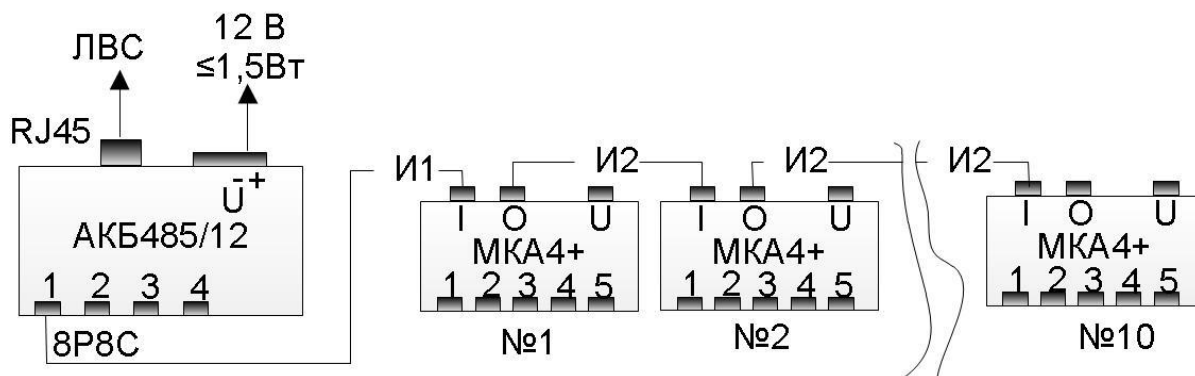 ЛВС
12 В
≤1,5Вт
RJ45
U-+
АКБ485/12
1 2 3 4
8P8C
И1
И2
И2
И2
I O U
МКА4+
1 2 3 4 5
№1
I O U
МКА4+
1 2 3 4 5
№2
I O U
МКА4+
1 2 3 4 5
№10